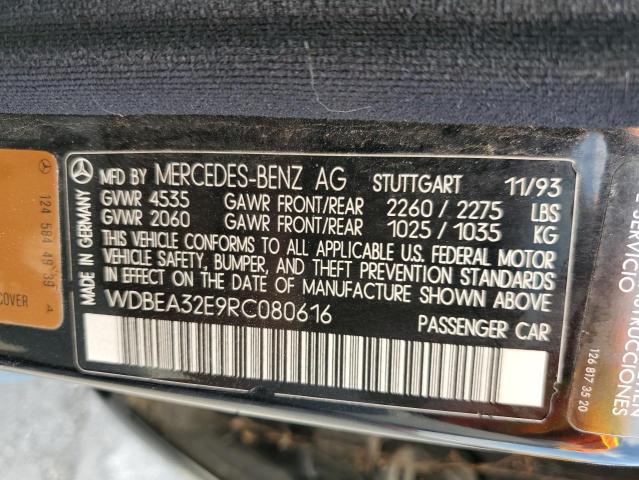 MFD BY MERCEDES-BENZ AG STUTTGART 11/93
GVWR 4535 GAWR FRONT/REAR 2260 / 2275 LBS
GVWR 2060 GAWR FRONT/REAR 1025 / 1035 KG
THIS VEHICLE CONFORMS TO ALL APPLICABLE U.S. FEDERAL MOTOR
VEHICLE SAFETY, BUMPER, AND THEFT PREVENTION STANDARDS
IN EFFECT ON THE DATE OF MANUFACTURE SHOWN ABOVE.
WDBEA32E9RC080616 PASSENGER CAR
MADE IN GERMANY
124 584 49 39 A
COVER
SERVICIO
126 817 35 20